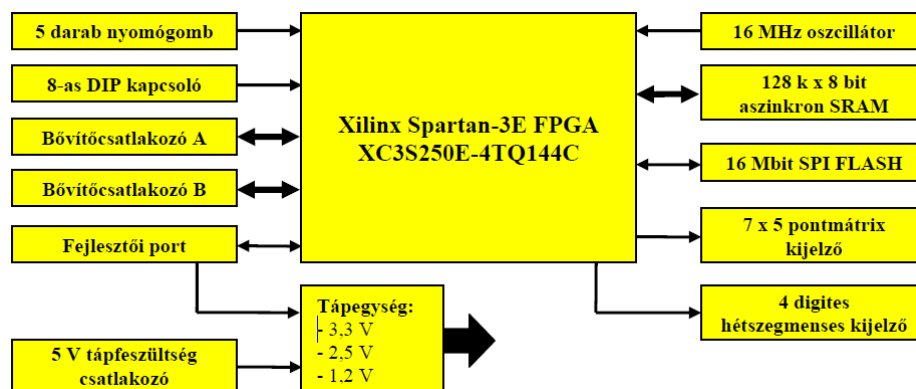 5 darab nyomógomb
8-as DIP kapcsoló
Bővítőcsatlakozó A
Bővítőcsatlakozó B
Fejlesztői port
5 V tápfeszültség
csatlakozó
Xilinx Spartan-3E FPGA
XC3S250E-4TQ144C
Tápegység:
- 3,3 V
- 2,5 V
- 1,2 V
16 MHz oszcillátor
128 k x 8 bit
aszinkron SRAM
16 Mbit SPI FLASH
7 x 5 pontmátrix
kijelző
4 digites
hétszegmenses kijelző